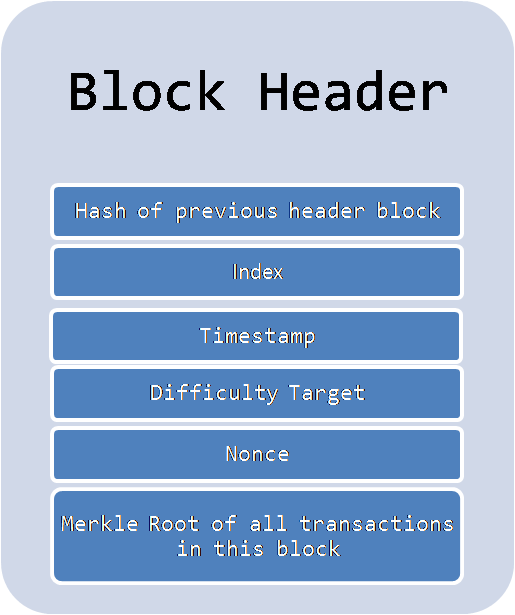 Block Header
Hash of previous header block
Index
Timestamp
Difficulty Target
Nonce
Merkle Root of all transactions
in this block